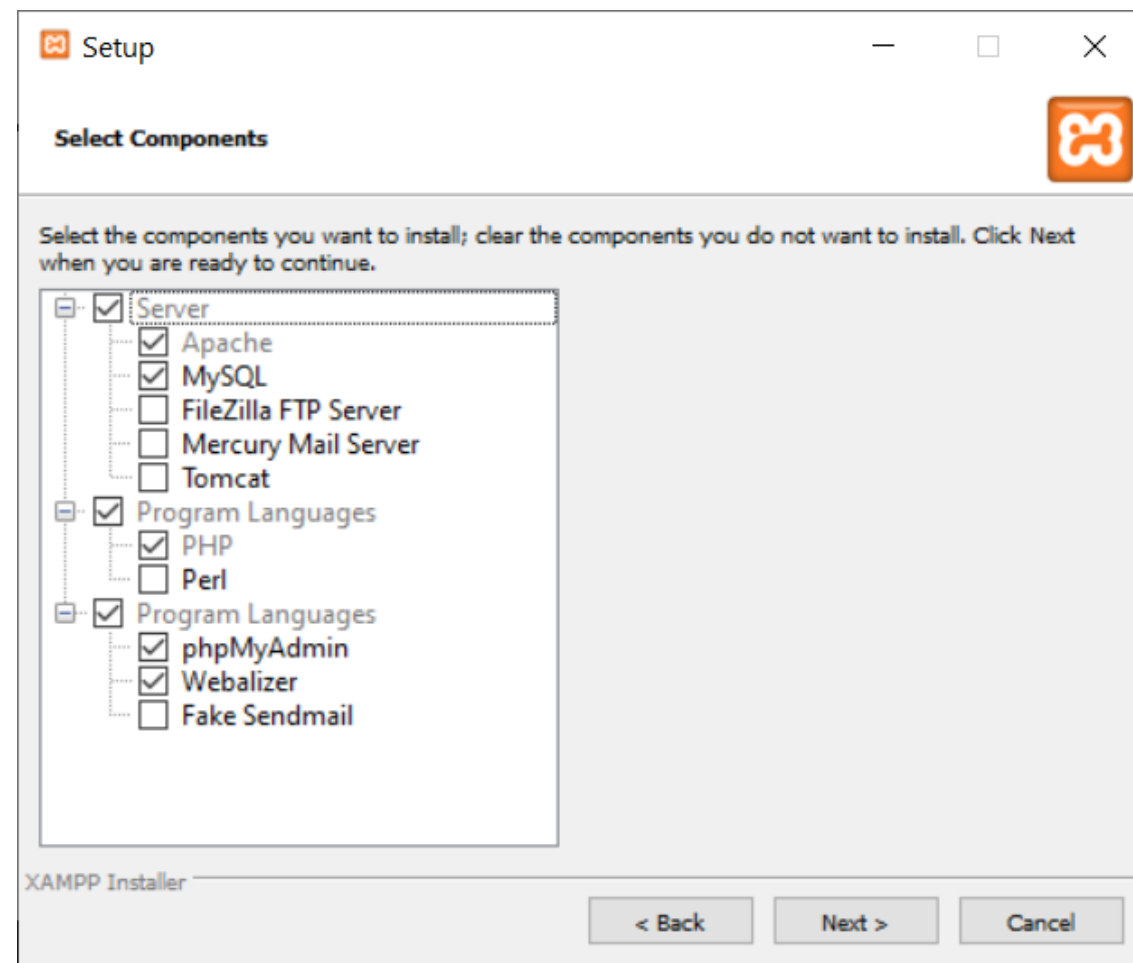 Setup
Select Components
Select the components you want to install; clear the components you do not want to install. Click Next
when you are ready to continue.
Server
Apache
MySQL
FileZilla FTP Server
Mercury Mail Server
Tomcat
Program Languages
PHP
Perl
Program Languages
phpMyAdmin
Webalizer
Fake Sendmail
XAMPP Installer
< Back
Next >
Cancel